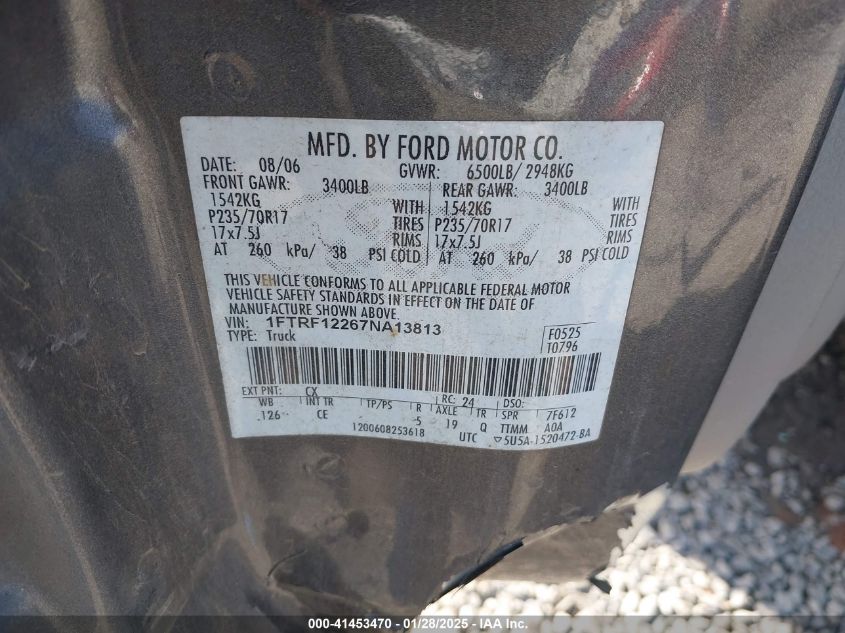 MFD. BY FORD MOTOR CO.
DATE: 08/06 GVWR: 6500LB/ 2948KG
FRONT GAWR: 3400LB REAR GAWR: 3400LB
1542KG WITH 1542KG WITH
P235/70R17 TIRES P235/70R17 TIRES
17x7.5J RIMS 17x7.5J RIMS
AT 260 kPa/ 38 PSI COLD AT 260 kPa/ 38 PSI COLD
THIS VEHICLE CONFORMS TO ALL APPLICABLE FEDERAL MOTOR
VEHICLE SAFETY STANDARDS IN EFFECT ON THE DATE OF
MANUFACTURE SHOWN ABOVE.
VIN: 1FTRF12267NA13813 F0525
TYPE: Truck T0796
EXT PNT: CX RC: 24 DSO:
WB INT TR TP/PS R AXLE TR SPR 7F612
126 CE 5 19 Q TTMM A0A
1200608253618 UTC ▽5U5A-1520472-BA
000-41453470 — 01/28/2025 — IAA Inc.